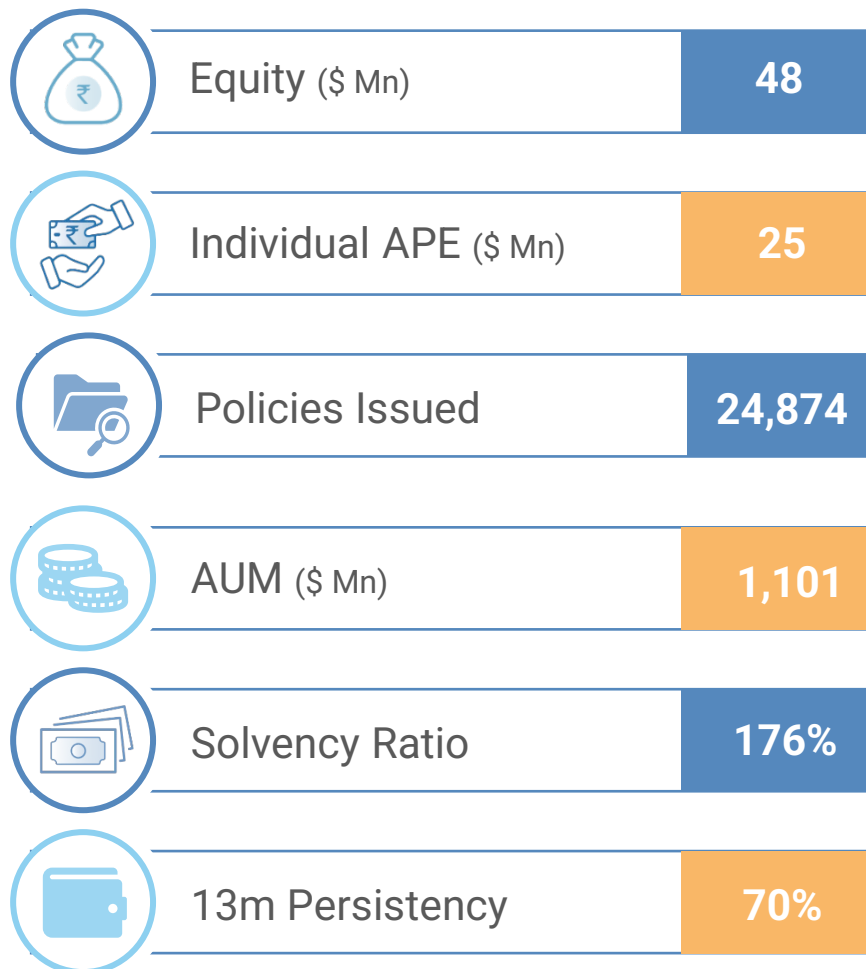 ₹
Equity ($ Mn) 48
₹
Individual APE ($ Mn) 25
Policies Issued 24,874
AUM ($ Mn) 1,101
Solvency Ratio 176%
13m Persistency 70%